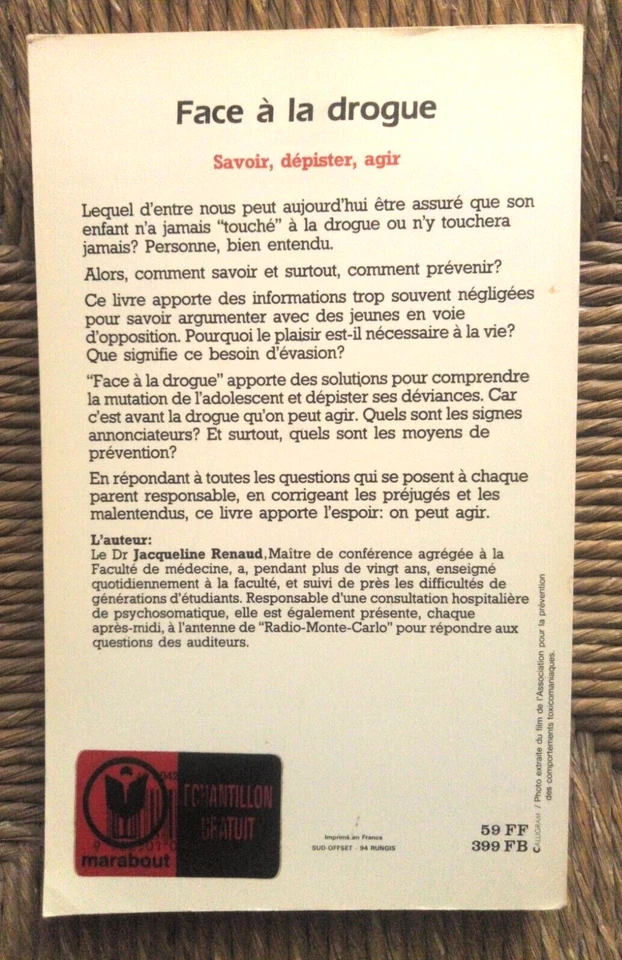 Face à la drogue
Savoir, dépister, agir
Lequel d'entre nous peut aujourd'hui être assuré que son
enfant n'a jamais "touché" à la drogue ou n'y touchera
jamais? Personne, bien entendu.
Alors, comment savoir et surtout, comment prévenir?
Ce livre apporte des informations trop souvent négligées
pour savoir argumenter avec des jeunes en voie
d'opposition. Pourquoi le plaisir est-il nécessaire à la vie?
Que signifie ce besoin d'évasion?
"Face à la drogue" apporte des solutions pour comprendre
la mutation de l'adolescent et dépister ses déviances. Car
c'est avant la drogue qu'on peut agir. Quels sont les signes
annonciateurs? Et surtout, quels sont les moyens de
prévention?
En répondant à toutes les questions qui se posent à chaque
parent responsable, en corrigeant les préjugés et les
malentendus, ce livre apporte l'espoir: on peut agir.
L'auteur:
Le Dr Jacqueline Renaud, Maître de conférence agrégée à la
Faculté de médecine, a, pendant plus de vingt ans, enseigné
quotidiennement à la faculté, et suivi de près les difficultés de
générations d'étudiants. Responsable d'une consultation hospitalière
de psychosomatique, elle est également présente, chaque
après-midi, à l'antenne de "Radio-Monte-Carlo" pour répondre aux
questions des auditeurs.
CALLIGRAM / Photo extraite du film de l'Association pour la prévention
des comportements toxicomaniaques.
ECHANTILLON
GRATUIT
marabout
Imprimé en France
SUD-OFFSET - 94 RUNGIS
59 FF
399 FB